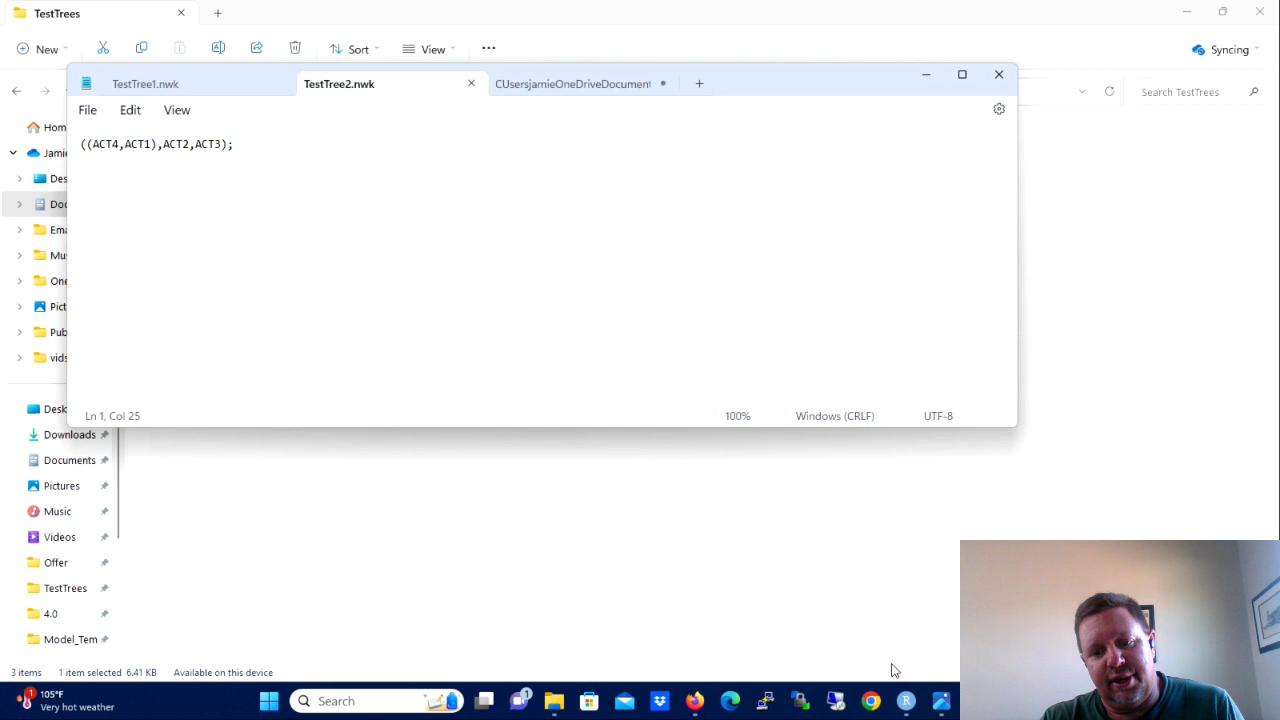 TestTrees
New
Sort
View
Syncing
TestTree1.nwk
TestTree2.nwk
CUsersjamieOneDriveDocument
Search TestTrees
File
Edit
View
((ACT4,ACT1),ACT2,ACT3);
Hom
Jamie
Des
Doc
Ema
Mus
One
Pict
Pub
vids
Desk
Downloads
Documents
Pictures
Music
Videos
Offer
TestTrees
4.0
Model_Tem
Ln 1, Col 25
100%
Windows (CRLF)
UTF-8
3 items
1 item selected 6.41 KB
Available on this device
1
105°F
Very hot weather
Search
1
R